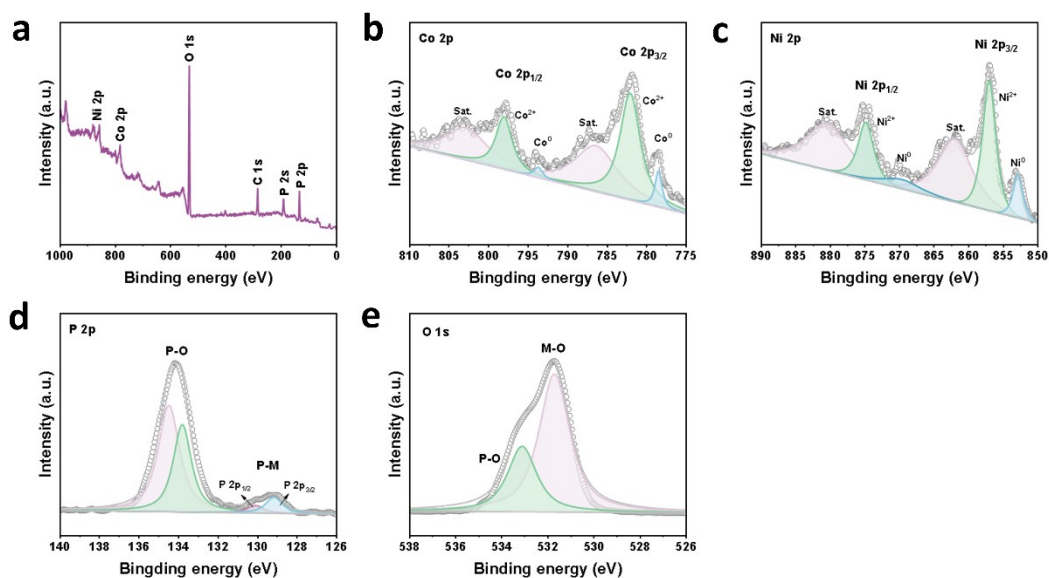 a
O 1s
Ni 2p
Co 2p
C 1s
P 2s
P 2p
Intensity (a.u.)
1000 800 600 400 200 0
Binding energy (eV)
b
Co 2p
Co 2p3/2
Co 2p1/2
Co2+
Sat.
Co2+
Sat.
Co0
Co0
Intensity (a.u.)
810 805 800 795 790 785 780 775
Bingding energy (eV)
c
Ni 2p
Ni 2p3/2
Ni 2p1/2
Ni2+
Sat.
Ni2+
Sat.
Ni0
Ni0
Intensity (a.u.)
890 885 880 875 870 865 860 855 850
Bingding energy (eV)
d
P 2p
P-O
P-M
P 2p1/2
P 2p3/2
Intensity (a.u.)
140 138 136 134 132 130 128 126
Bingding energy (eV)
e
O 1s
M-O
P-O
Intensity (a.u.)
538 536 534 532 530 528 526
Binding energy (eV)